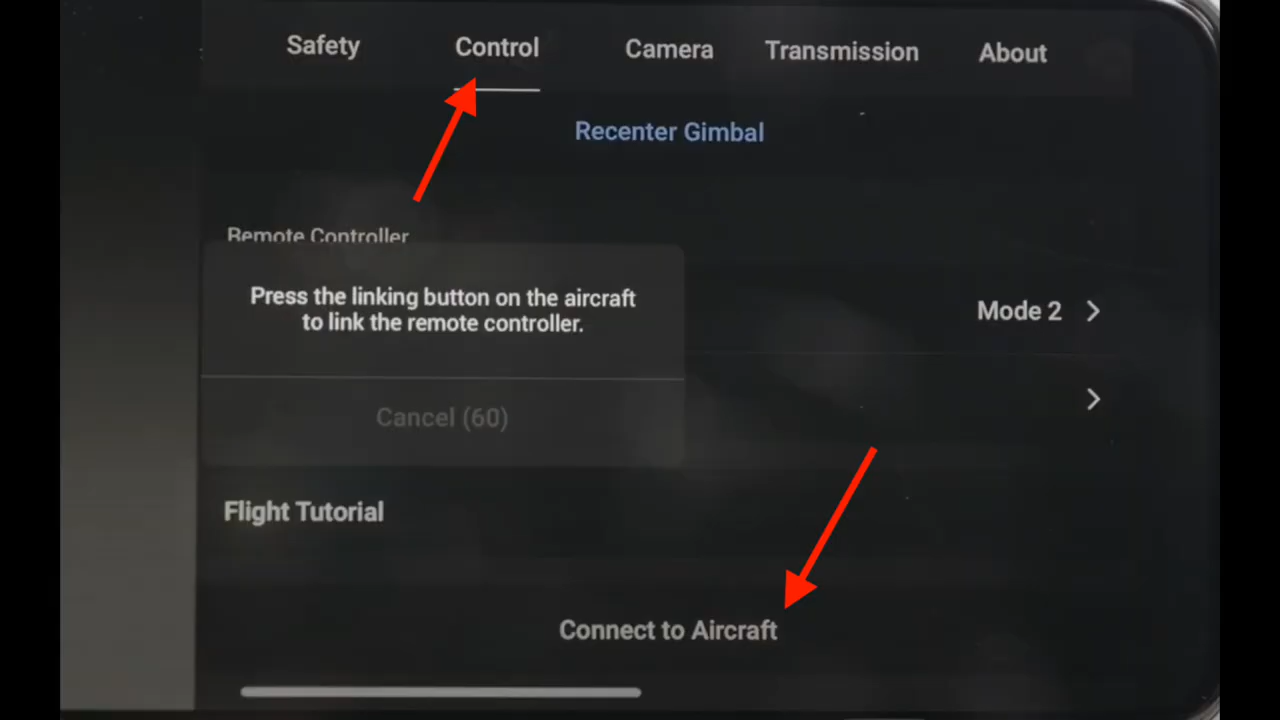 Safety Control Camera Transmission About
Recenter Gimbal
Remote Controller
Press the linking button on the aircraft
to link the remote controller.
Mode 2
Cancel (60)
Flight Tutorial
Connect to Aircraft